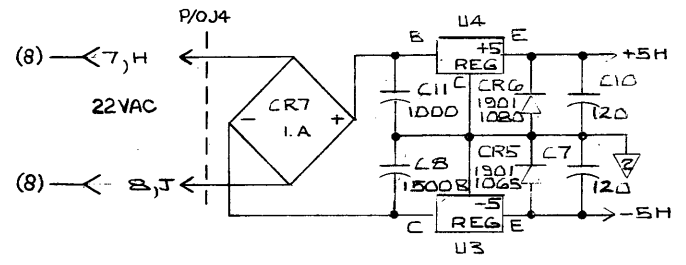 P/OJ4
U4
(8) 7,H
B
+5
REG
E
+5H
C
22VAC
C11
1000
CR6
1901
1080
C10
120
CR7
1.A
-
+
C8
1500B
CR5
1901
1065
C7
120
2
(8) 8,J
-5
REG
C
E
-5H
U3